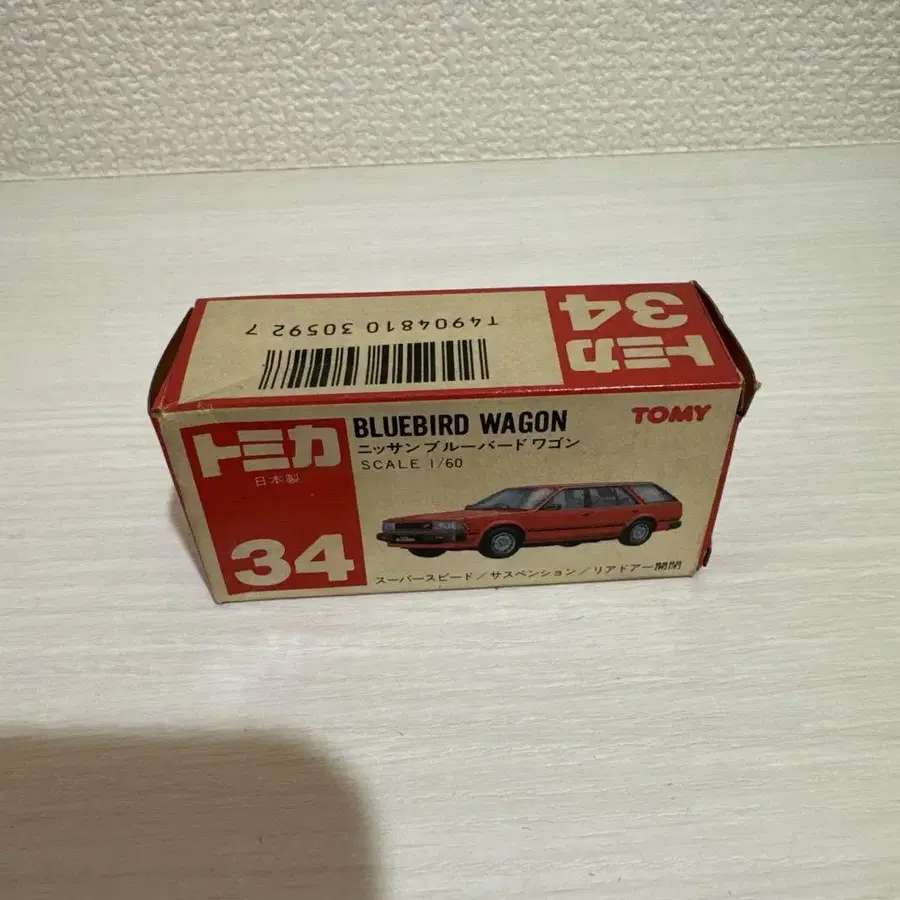 T4904810 30592 7
34
トミカ
トミカ
日本製
34
BLUEBIRD WAGON
ニッサンブルーバードワゴン
SCALE 1/60
TOMY
スーパースピード/サスペンション/リアドアー開閉